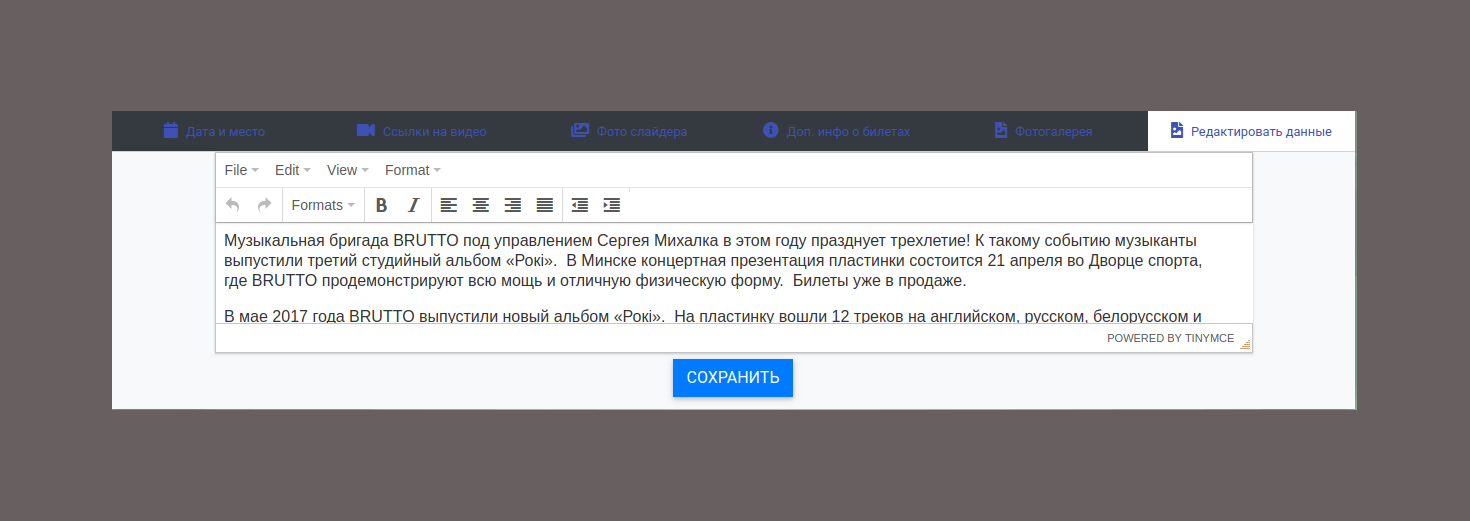 Дата и место Ссылки на видео Фото слайдера Доп. инфо о билетах Фотогалерея Редактировать данные
File Edit View Format
Formats B I
Музыкальная бригада BRUTTO под управлением Сергея Михалка в этом году празднует трехлетие! К такому событию музыканты
выпустили третий студийный альбом «Рокі».  В Минске концертная презентация пластинки состоится 21 апреля во Дворце спорта,
где BRUTTO продемонстрируют всю мощь и отличную физическую форму.  Билеты уже в продаже.
В мае 2017 года BRUTTO выпустили новый альбом «Рокі».  На пластинку вошли 12 треков на английском, русском, белорусском и
POWERED BY TINYMCE
СОХРАНИТЬ